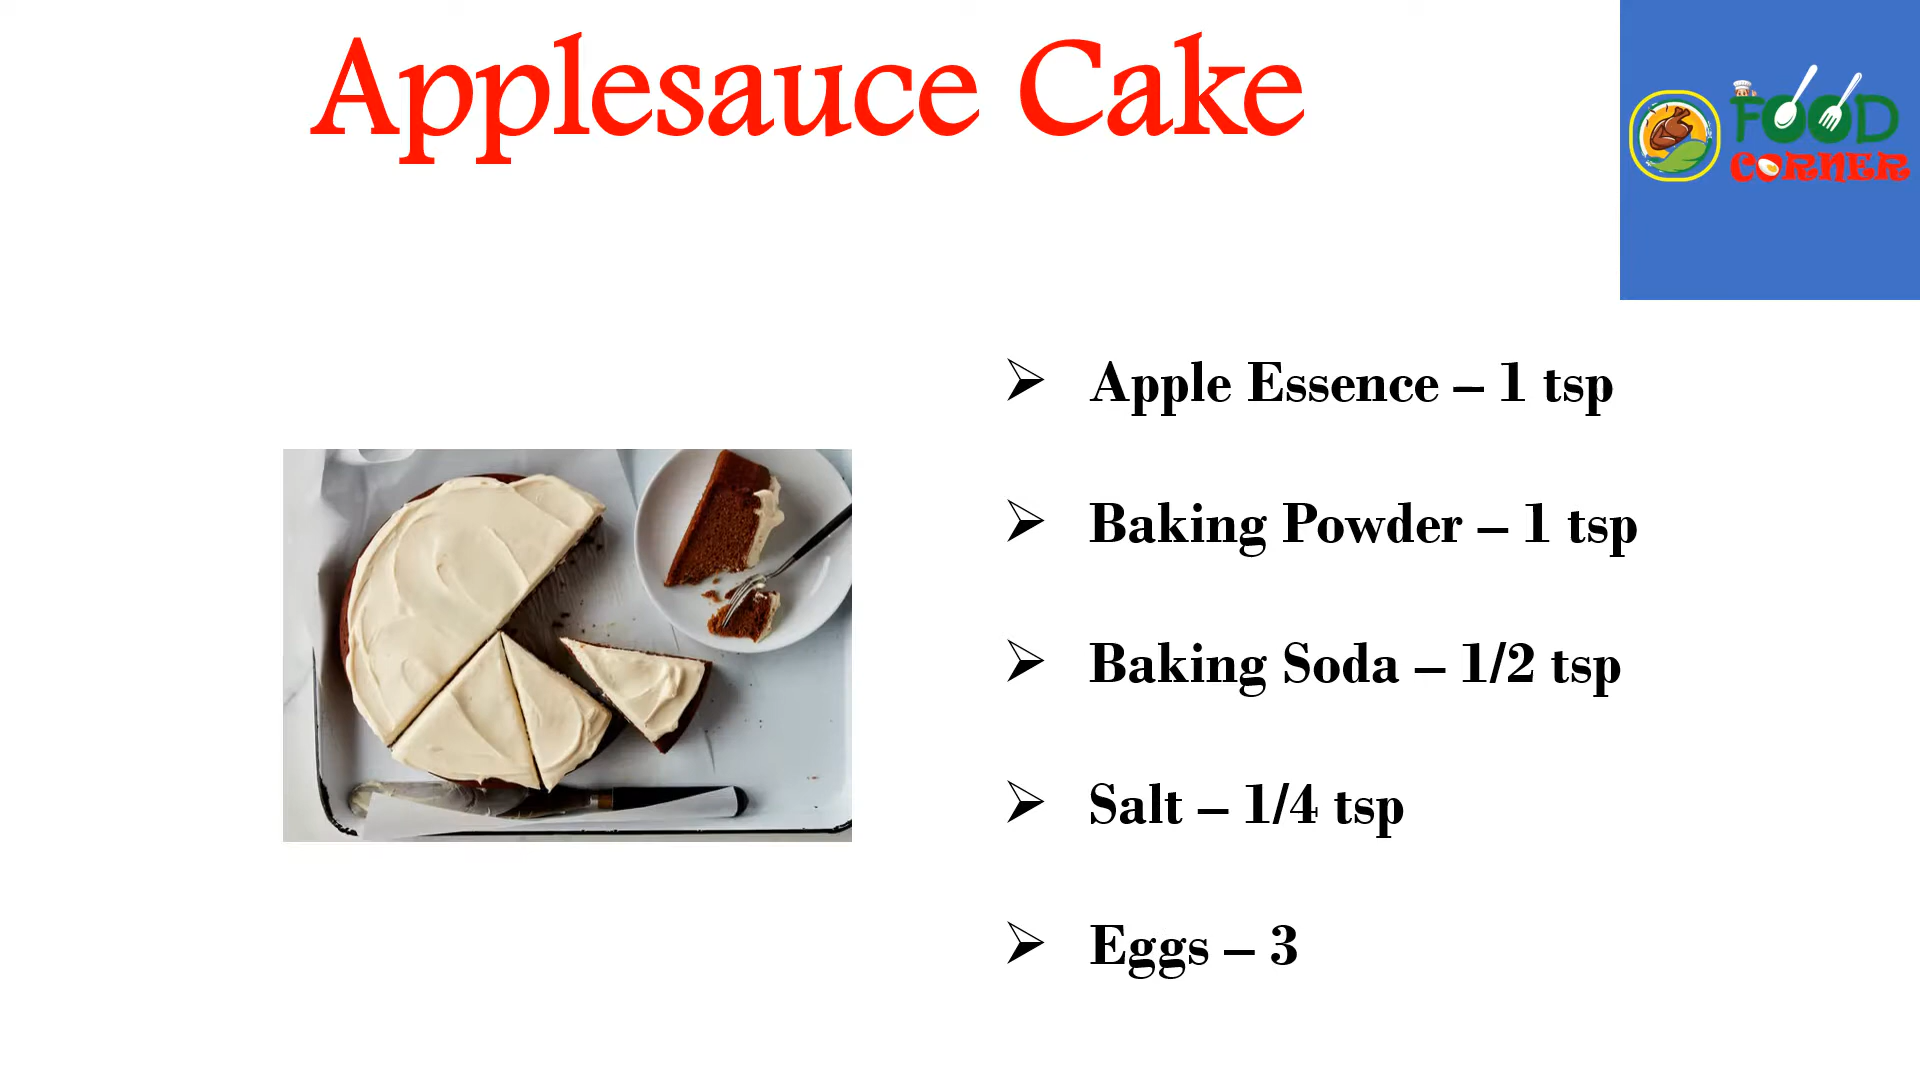 Applesauce Cake
FOOD
CORNER
Apple Essence – 1 tsp
Baking Powder – 1 tsp
Baking Soda – 1/2 tsp
Salt – 1/4 tsp
Eggs – 3